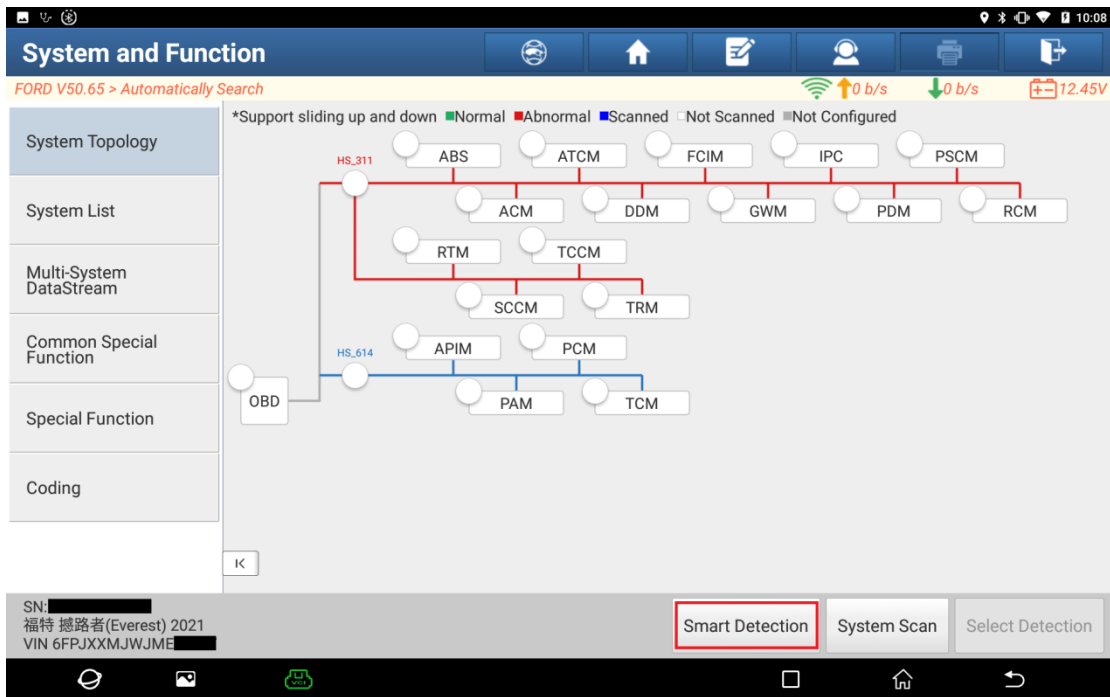 10:08
System and Function
FORD V50.65 > Automatically Search
0 b/s
0 b/s
12.45V
System Topology
System List
Multi-System
DataStream
Common Special
Function
Special Function
Coding
*Support sliding up and down
Normal
Abnormal
Scanned
Not Scanned
Not Configured
HS_311
ABS
ATCM
FCIM
IPC
PSCM
ACM
DDM
GWM
PDM
RCM
RTM
TCCM
SCCM
TRM
HS_614
APIM
PCM
OBD
PAM
TCM
SN:
福特 撼路者(Everest) 2021
VIN 6FPJXXMJWJME
Smart Detection
System Scan
Select Detection
VCI